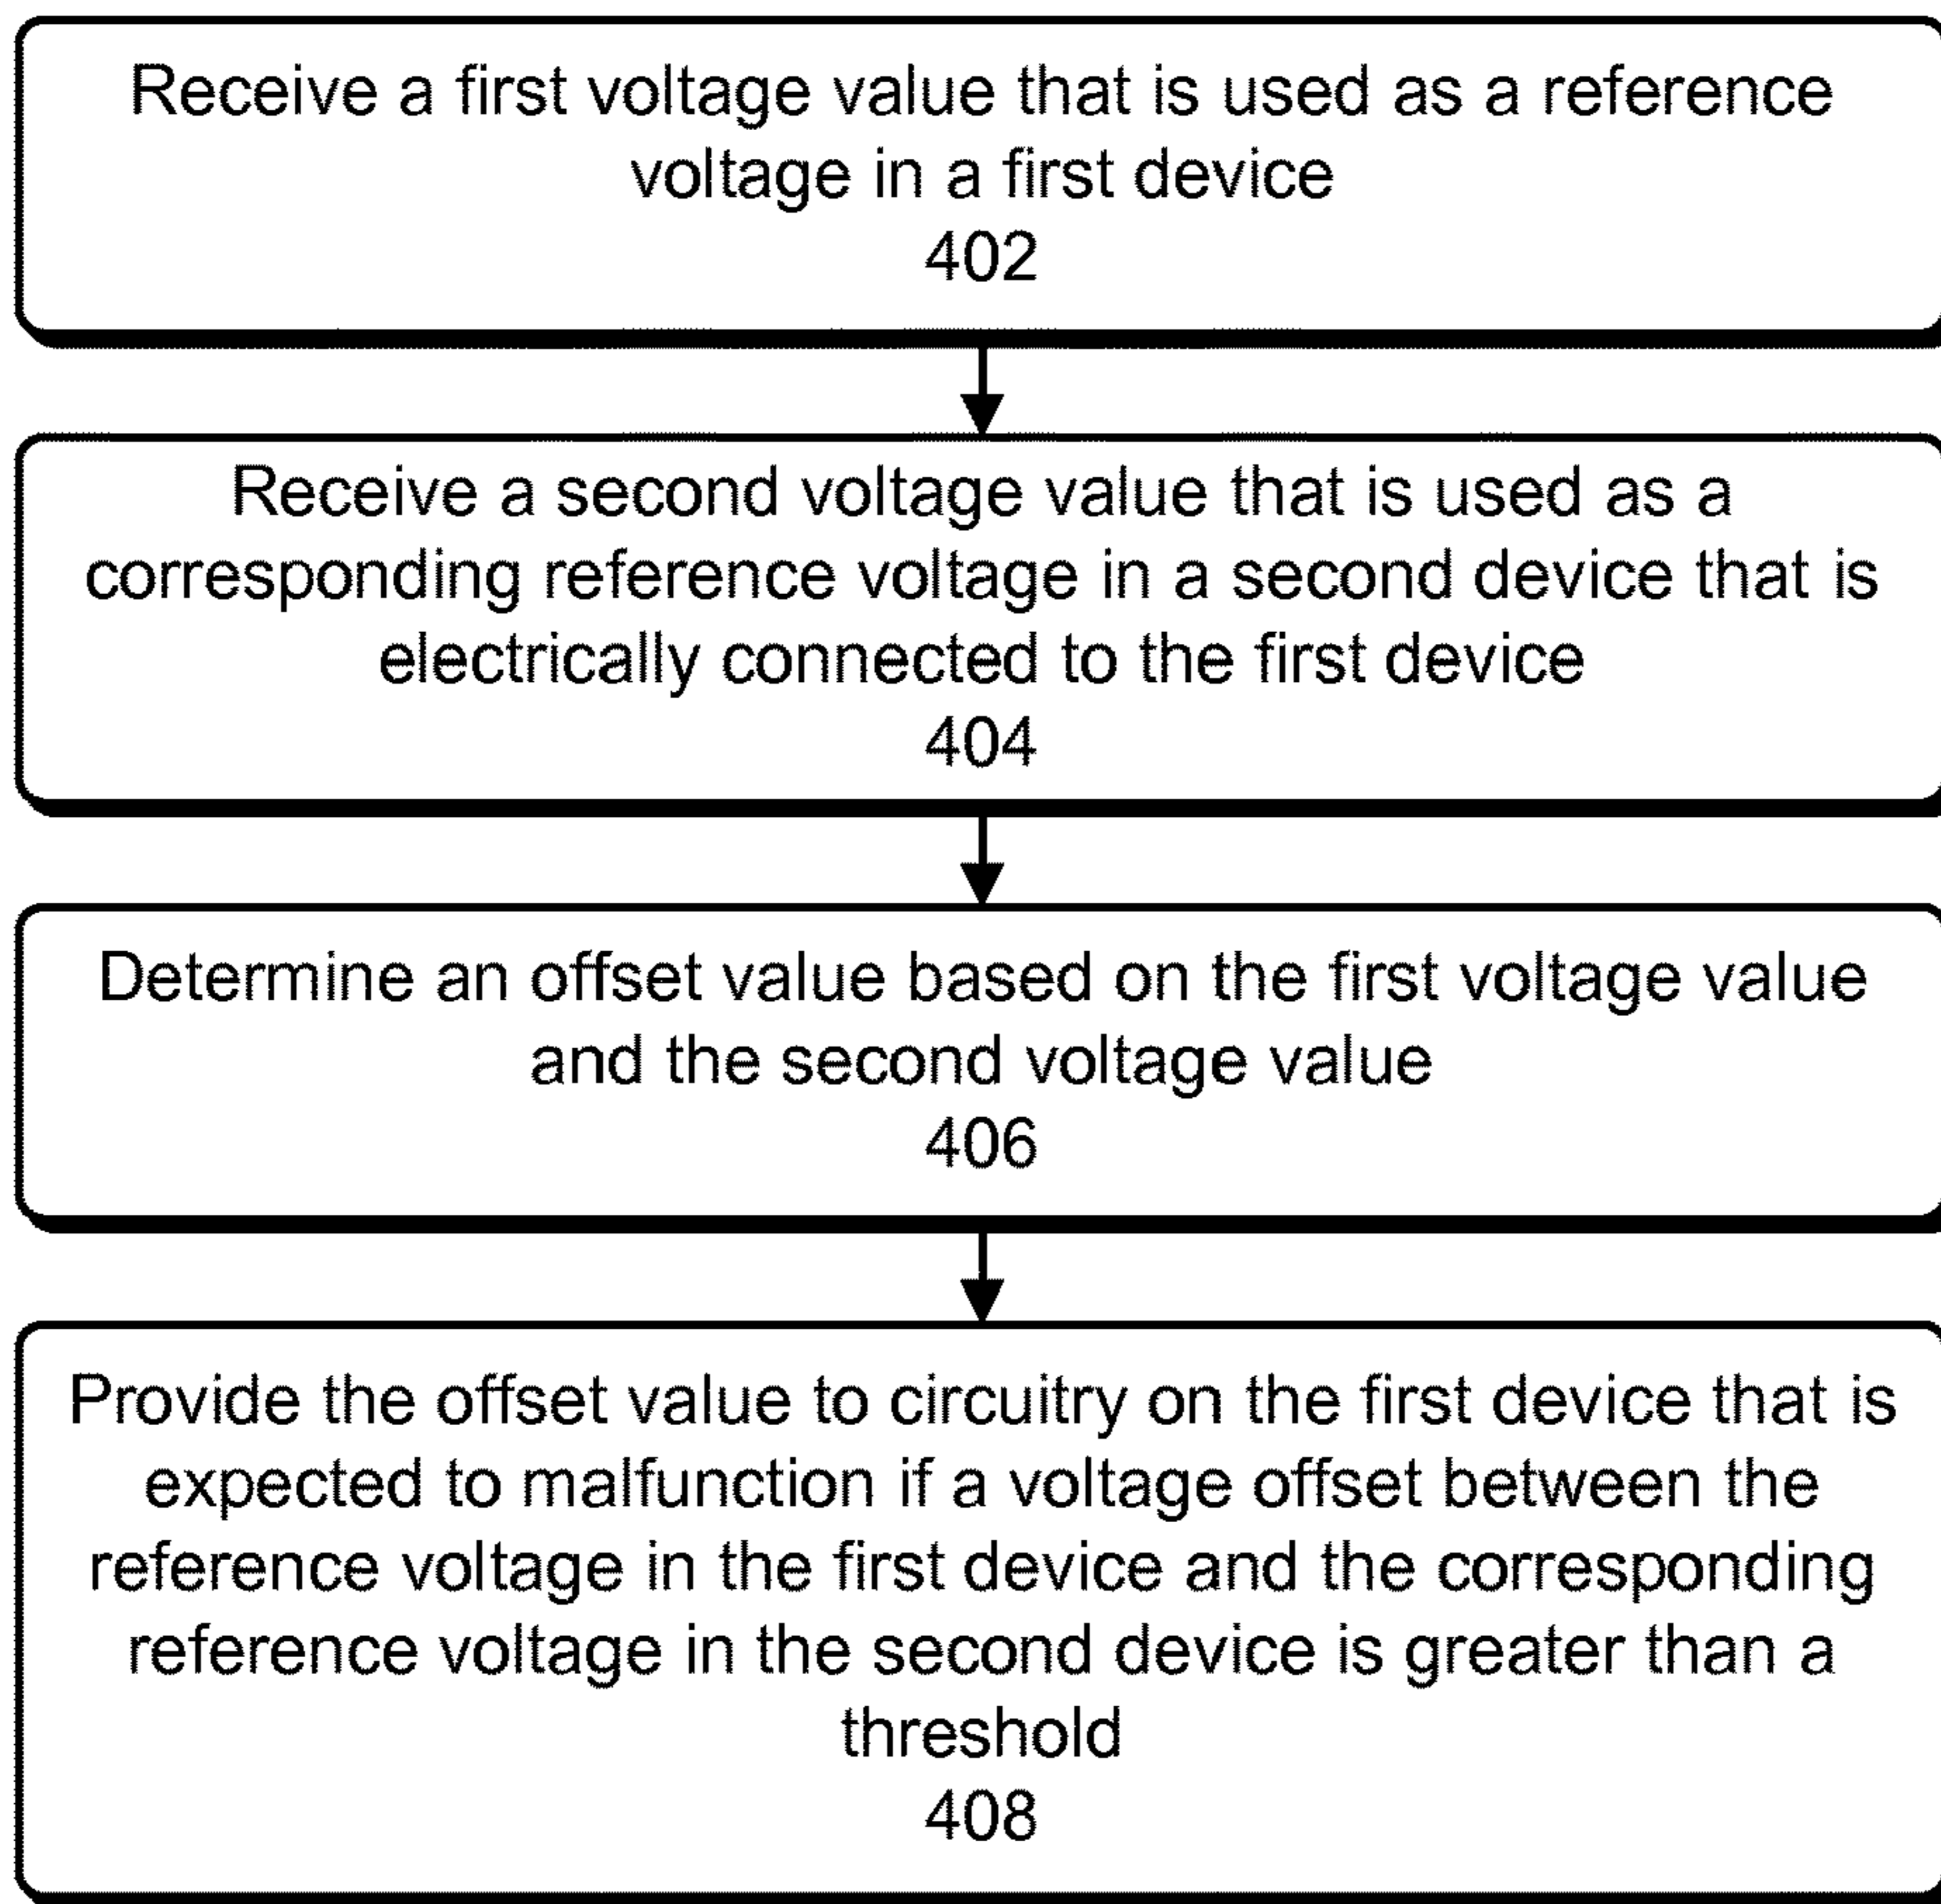 Receive a first voltage value that is used as a reference
voltage in a first device
402
Receive a second voltage value that is used as a
corresponding reference voltage in a second device that is
electrically connected to the first device
404
Determine an offset value based on the first voltage value
and the second voltage value
406
Provide the offset value to circuitry on the first device that is
expected to malfunction if a voltage offset between the
reference voltage in the first device and the corresponding
reference voltage in the second device is greater than a
threshold
408